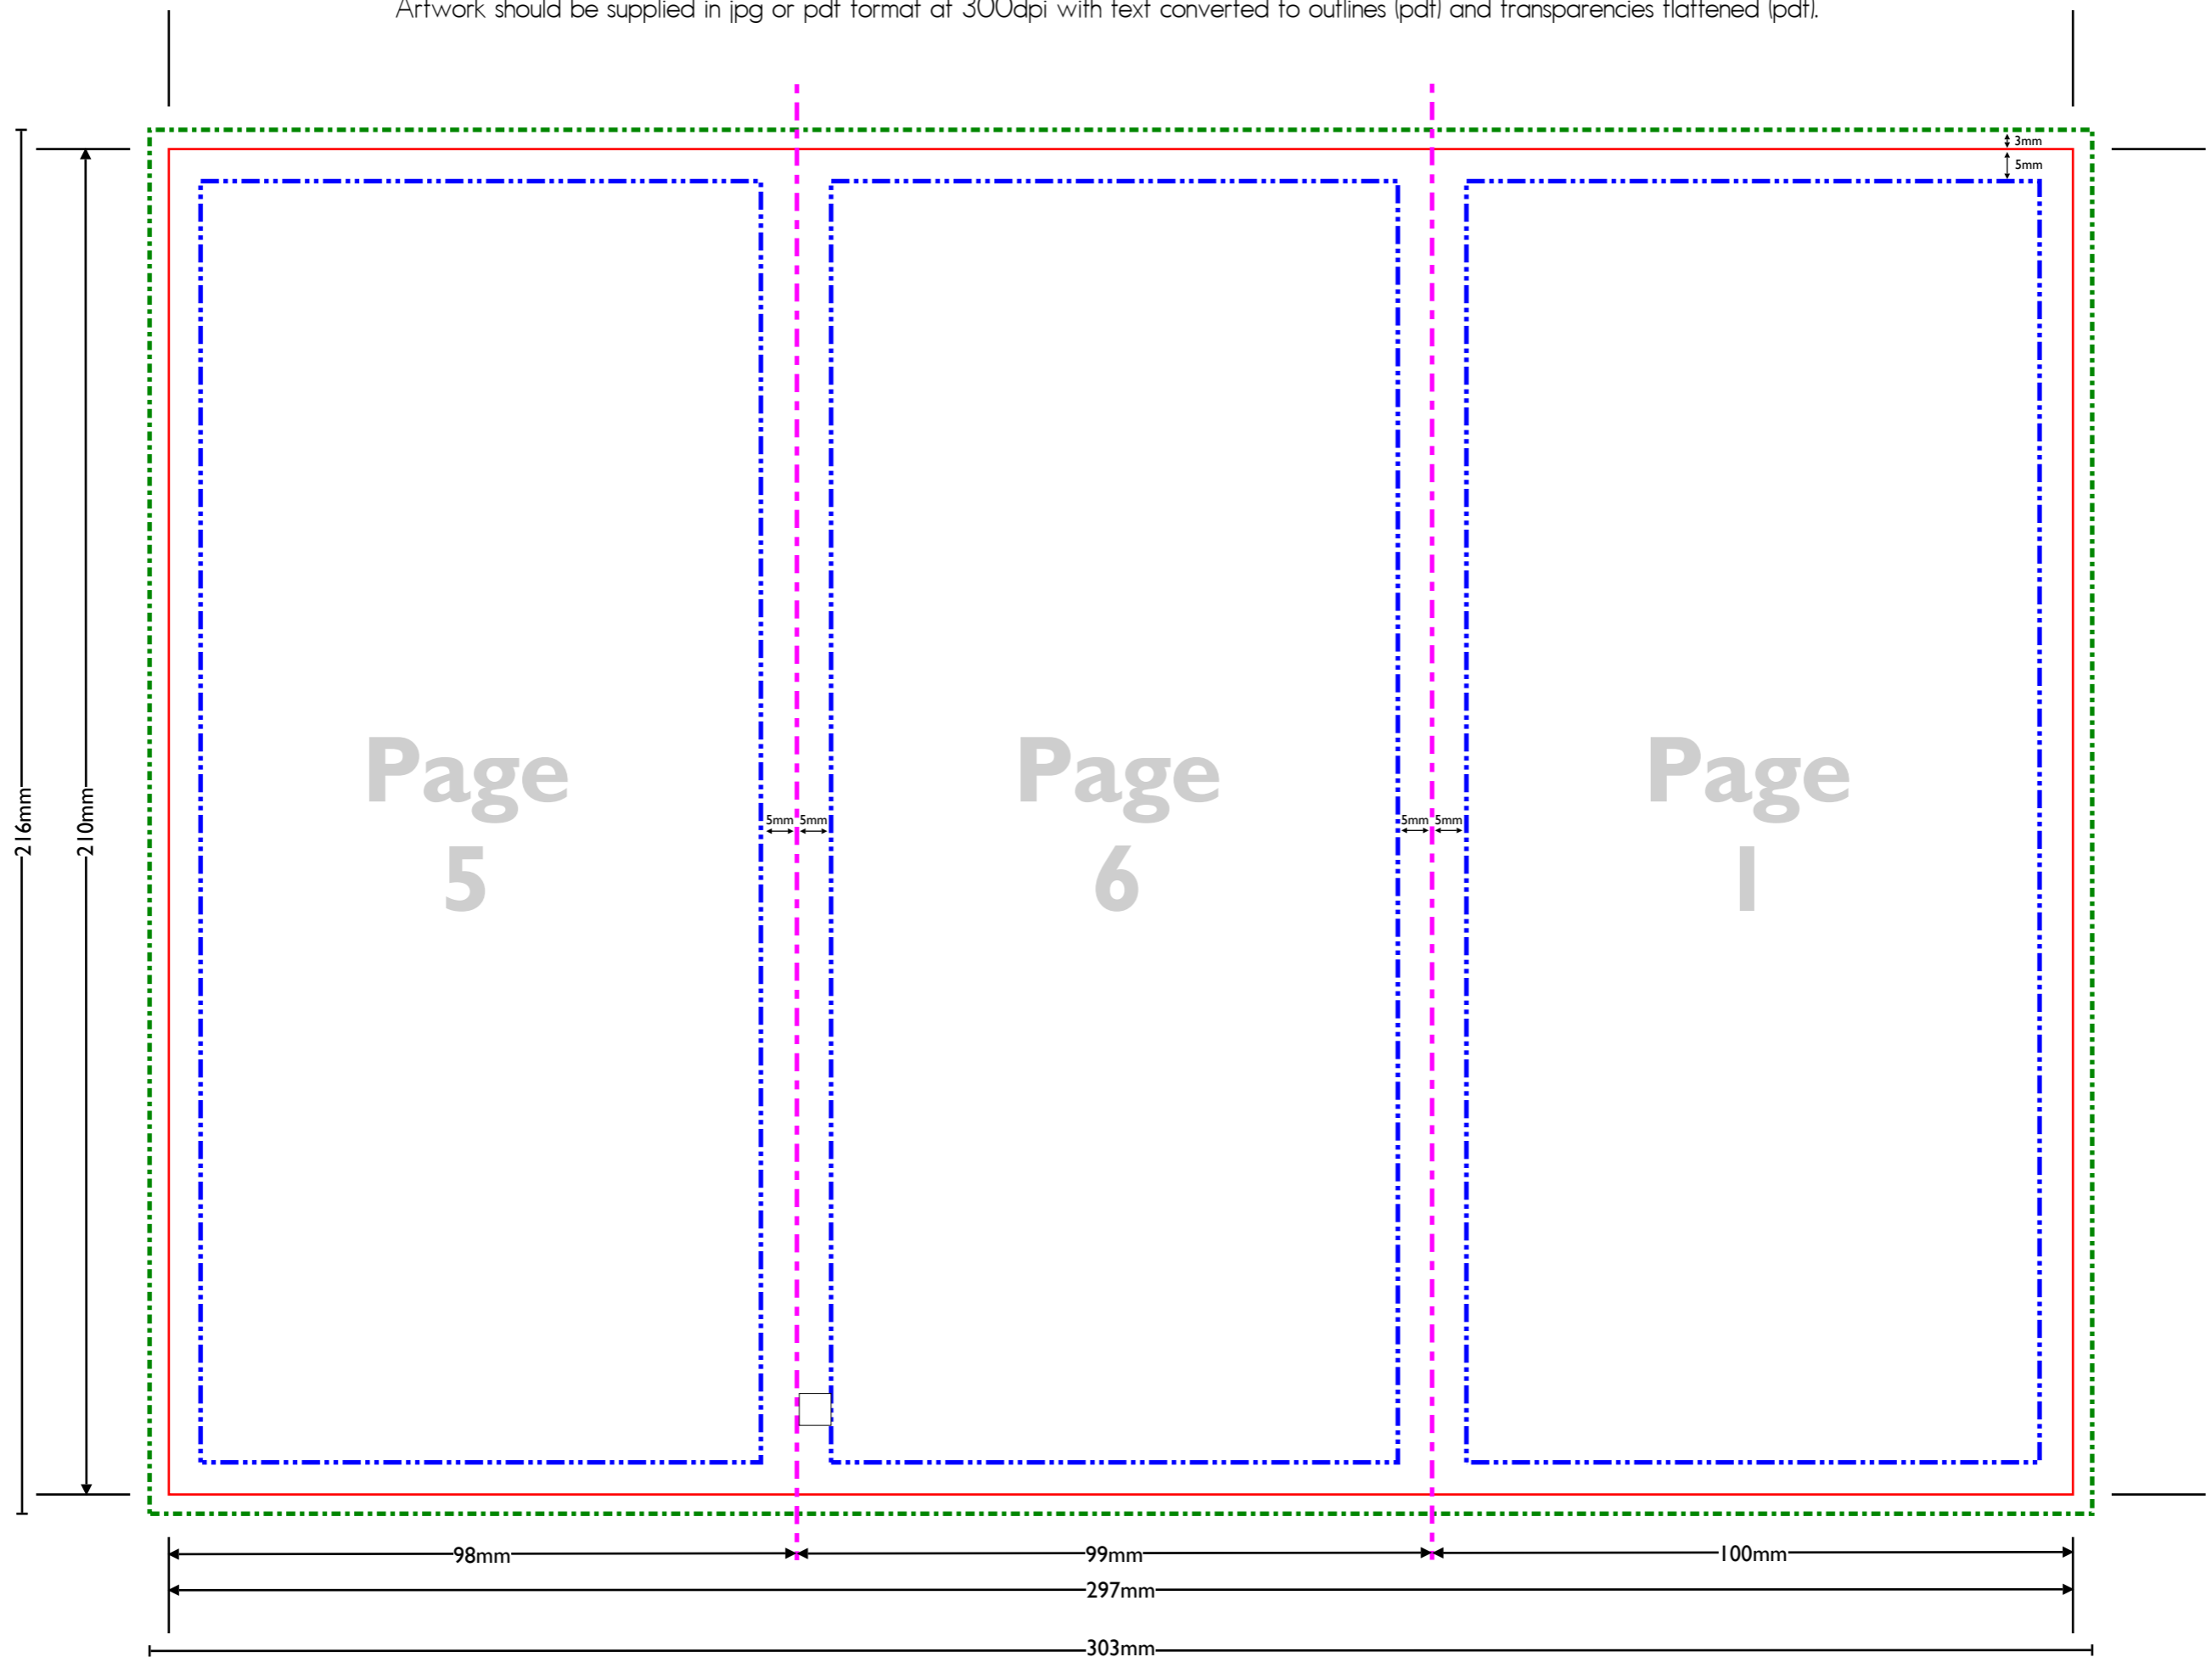 Artwork should be supplied in jpg or pdf format at 300dpi with text converted to outlines (pdf) and transparencies flattened (pdf).
3mm
5mm
Page
5
Page
6
Page
1
5mm 5mm
5mm 5mm
216mm
210mm
98mm
99mm
100mm
297mm
303mm